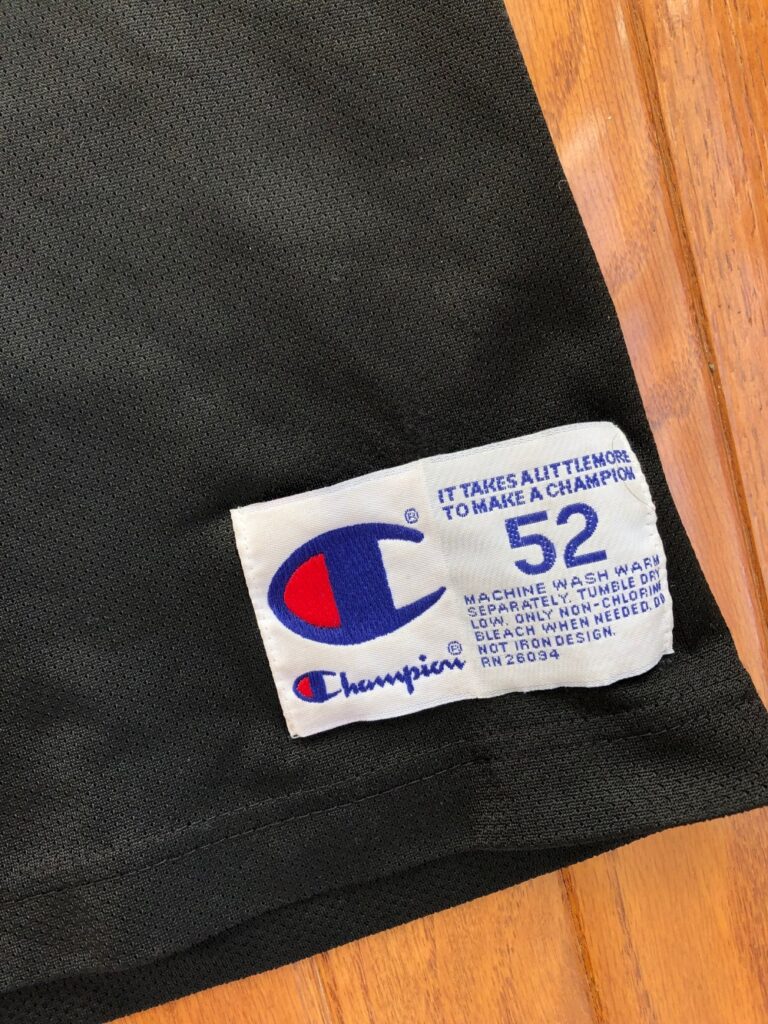 ®
Champion®
IT TAKES A LITTLE MORE
TO MAKE A CHAMPION
52
MACHINE WASH WARM
SEPARATELY. TUMBLE DRY
LOW. ONLY NON-CHLORINE
BLEACH WHEN NEEDED. DO
NOT IRON DESIGN.
RN 26094